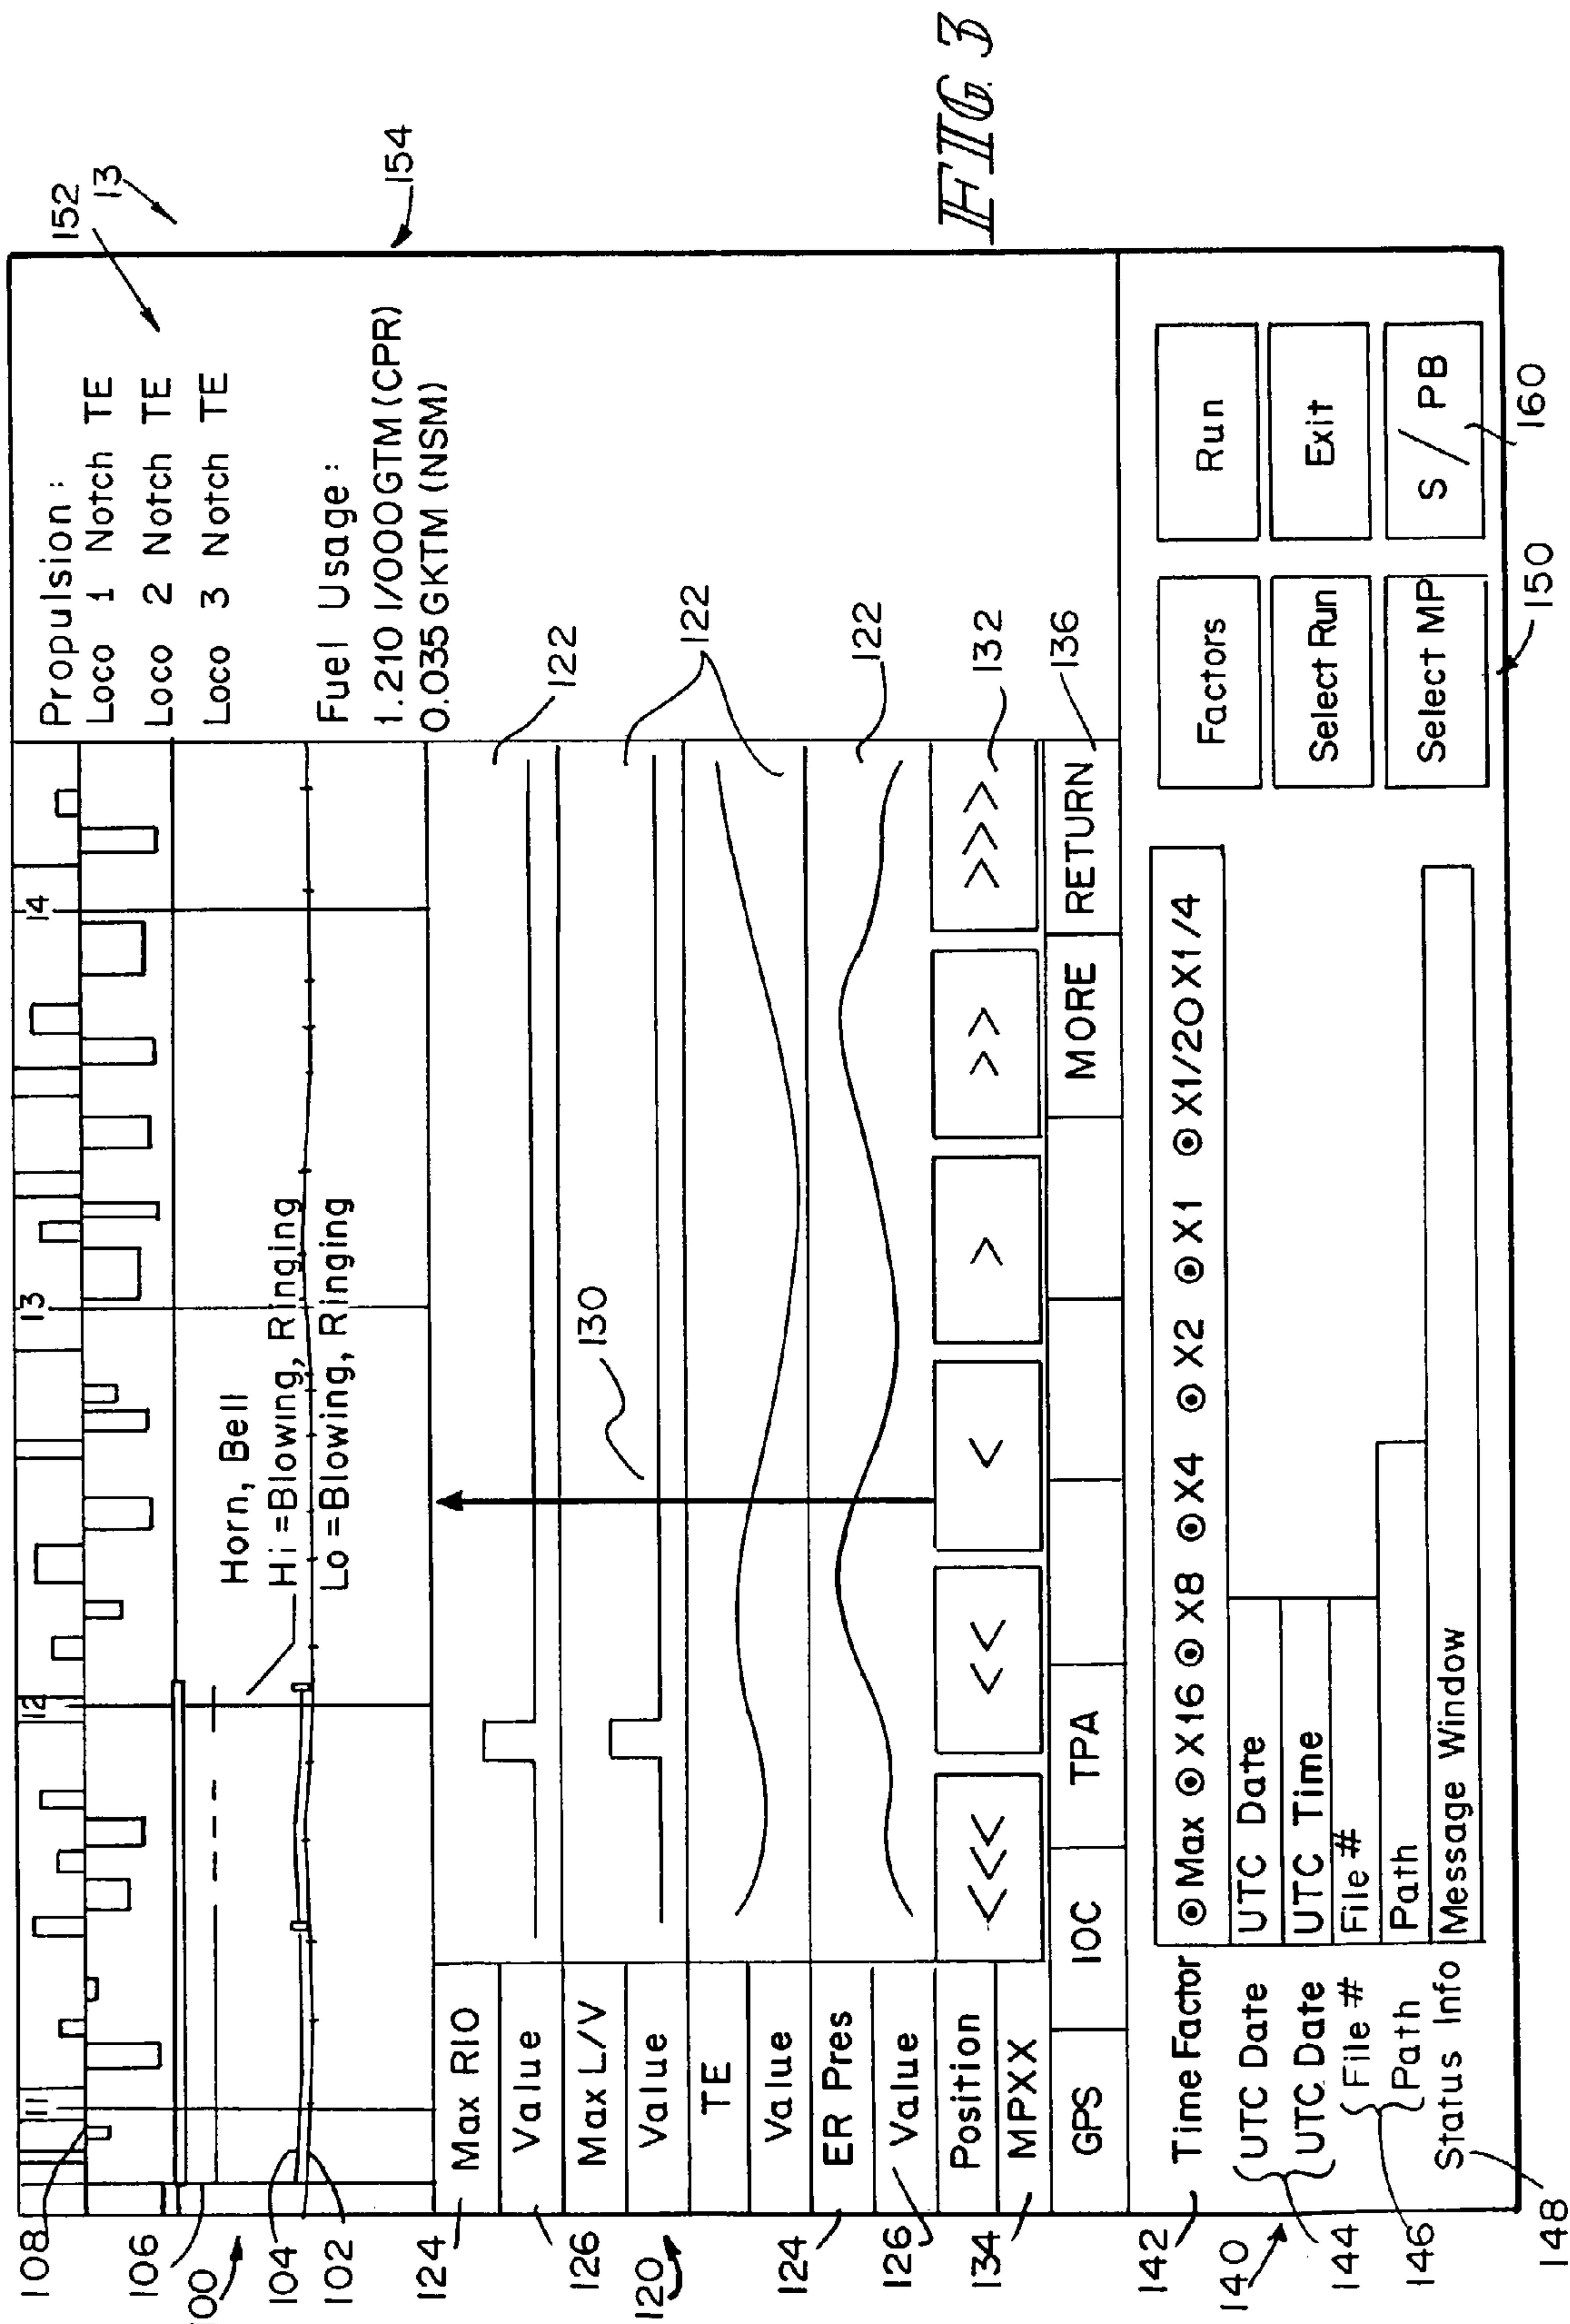 FIG. 3
13
152
154
108
106
100
104
102
11
12
13
14
Horn, Bell
Hi=Blowing, Ringing
Lo=Blowing, Ringing
Propulsion:
Loco 1 Notch TE
Loco 2 Notch TE
Loco 3 Notch TE
Fuel Usage:
1.210 1/000GTM (CPR)
0.035 GKTM (NSM)
124
126
120
124
126
134
Max RIO
Value
Max L/V
Value
TE
Value
ER Pres
Value
Position
MPXX
130
122
122
122
132
136
<<<
<<
<
>
>>
>>>
GPS
IOC
TPA
MORE
RETURN
142
140
144
146
148
Time Factor
Max X16 X8 X4 X2 X1 X1/2OX1/4
UTC Date
UTC Date
UTC Date
UTC Time
File #
File #
Path
Path
Status Info
Message Window
Factors
Run
Select Run
Exit
Select MP
S / PB
150
160